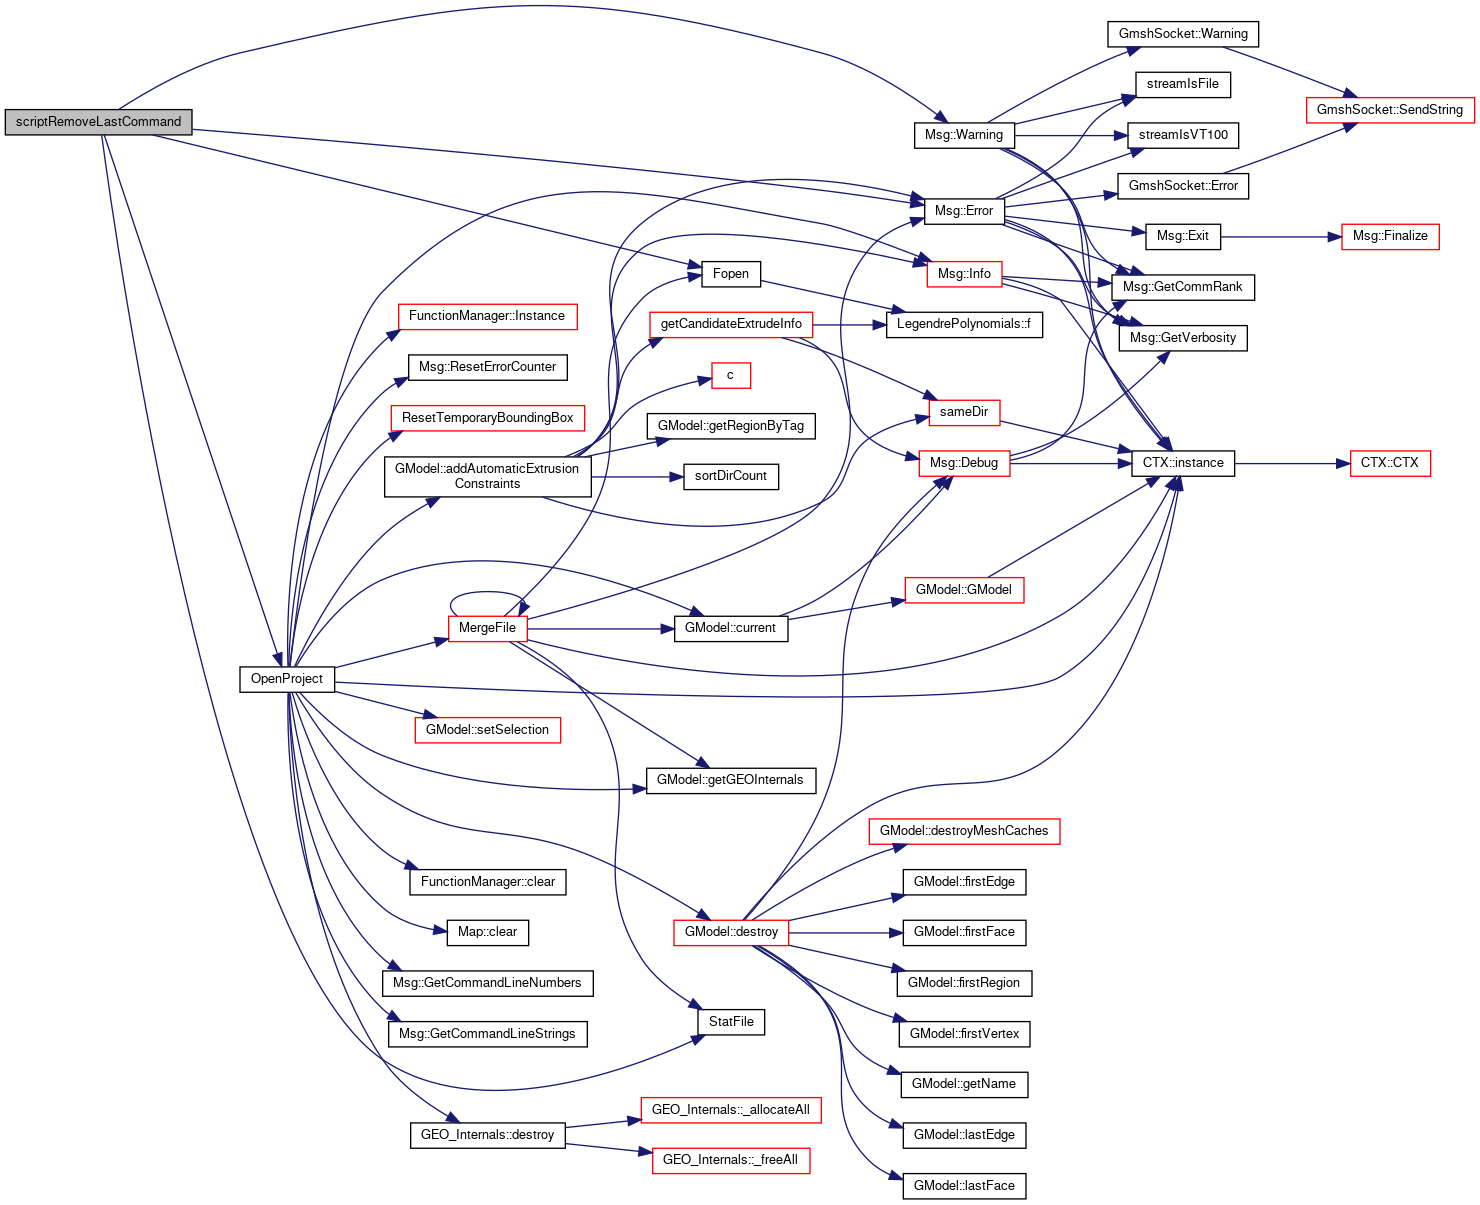 GmshSocket::Warning
streamIsFile
GmshSocket::SendString
scriptRemoveLastCommand
Msg::Warning
streamIsVT100
GmshSocket::Error
Msg::Error
Msg::Exit
Msg::Finalize
Fopen
Msg::Info
Msg::GetCommRank
FunctionManager::Instance
getCandidateExtrudeInfo
LegendrePolynomials::f
Msg::GetVerbosity
Msg::ResetErrorCounter
c
ResetTemporaryBoundingBox
sameDir
GModel::getRegionByTag
GModel::addAutomaticExtrusion
Constraints
sortDirCount
Msg::Debug
CTX::instance
CTX::CTX
GModel::GModel
MergeFile
GModel::current
OpenProject
GModel::setSelection
GModel::getGEOInternals
GModel::destroyMeshCaches
FunctionManager::clear
GModel::firstEdge
Map::clear
GModel::destroy
GModel::firstFace
Msg::GetCommandLineNumbers
GModel::firstRegion
Msg::GetCommandLineStrings
StatFile
GModel::firstVertex
GModel::getName
GEO_Internals::_allocateAll
GEO_Internals::destroy
GModel::lastEdge
GEO_Internals::_freeAll
GModel::lastFace